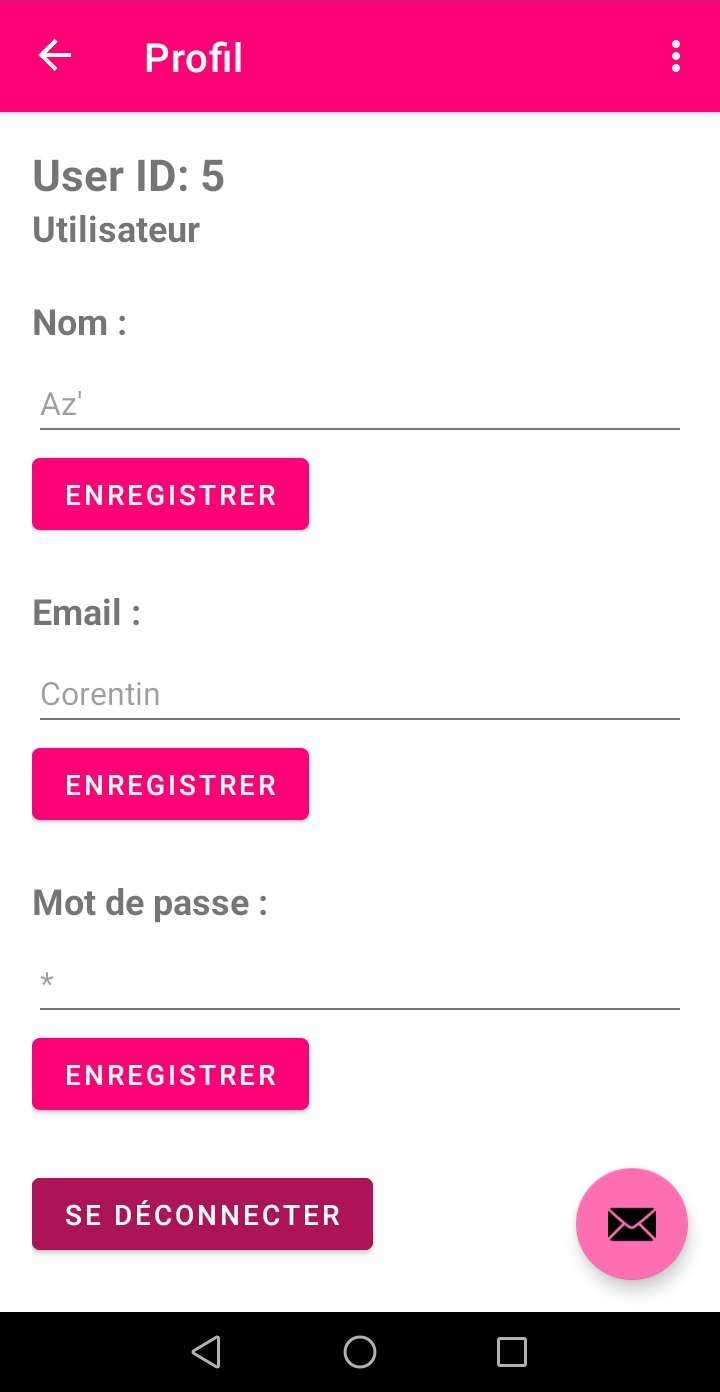 Profil
User ID: 5
Utilisateur
Nom :
Az'
ENREGISTRER
Email :
Corentin
ENREGISTRER
Mot de passe :
*
ENREGISTRER
SE DÉCONNECTER